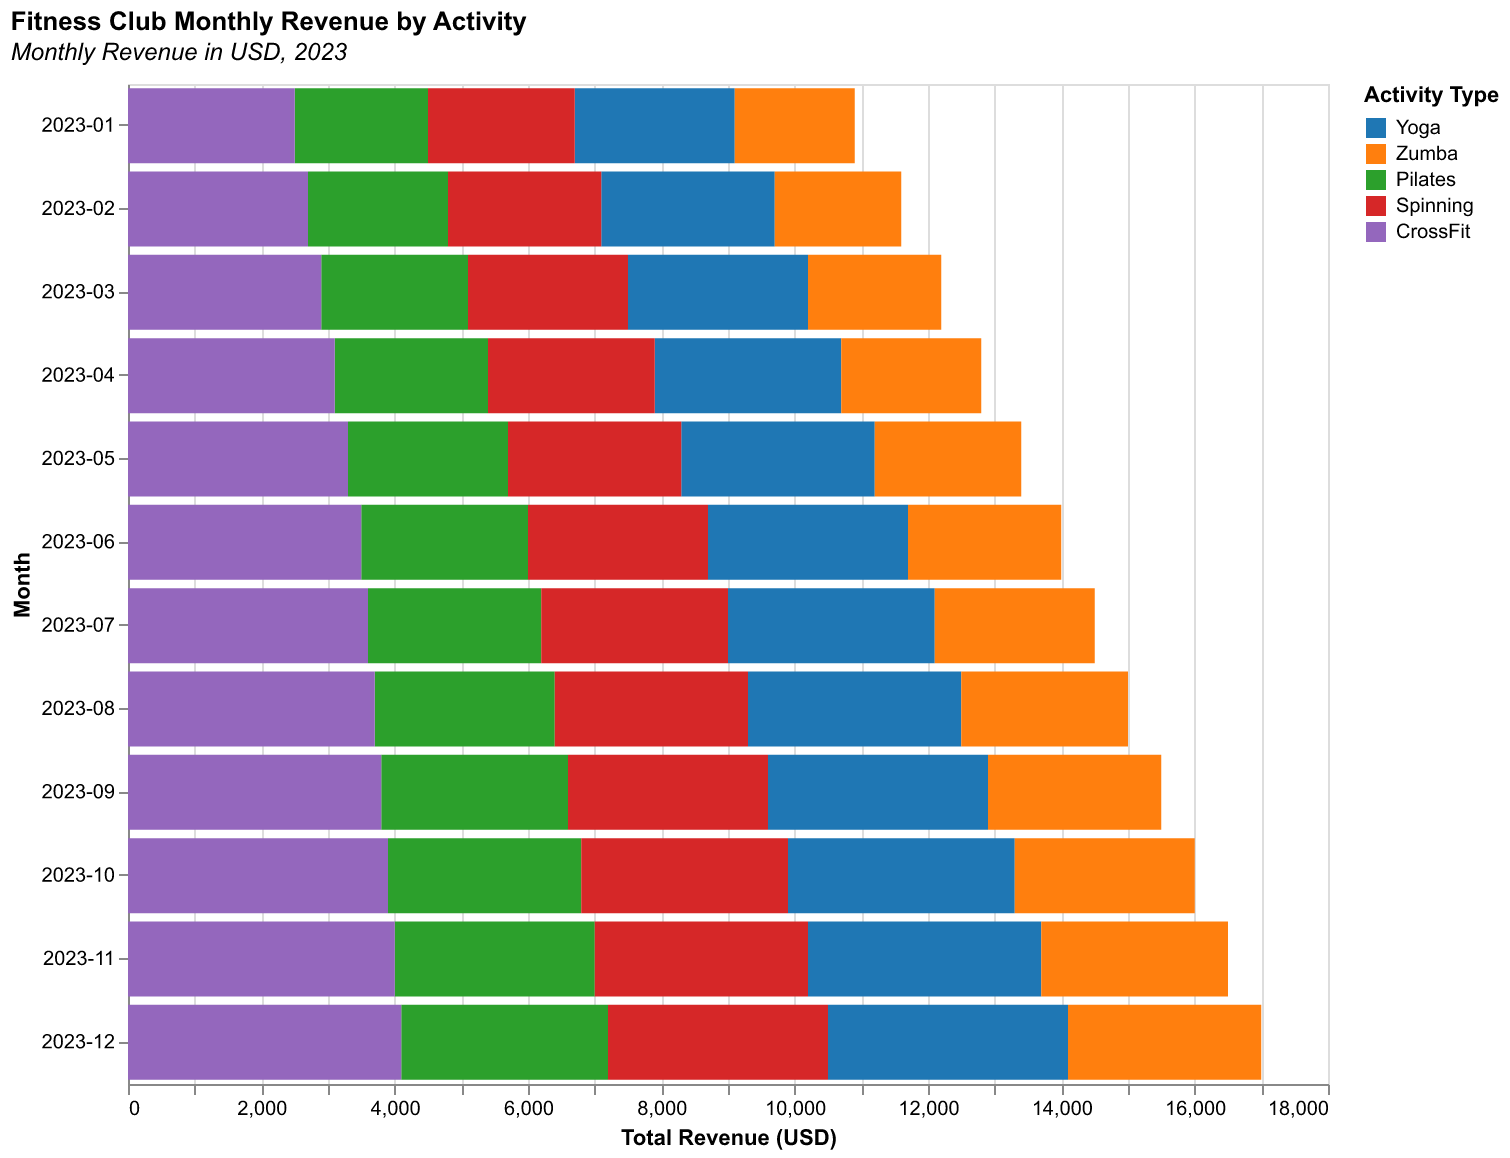 Fitness Club Monthly Revenue by Activity
Monthly Revenue in USD, 2023
Activity Type
Yoga
Zumba
Pilates
Spinning
CrossFit
Month
2023-01
2023-02
2023-03
2023-04
2023-05
2023-06
2023-07
2023-08
2023-09
2023-10
2023-11
2023-12
0 2,000 4,000 6,000 8,000 10,000 12,000 14,000 16,000 18,000
Total Revenue (USD)